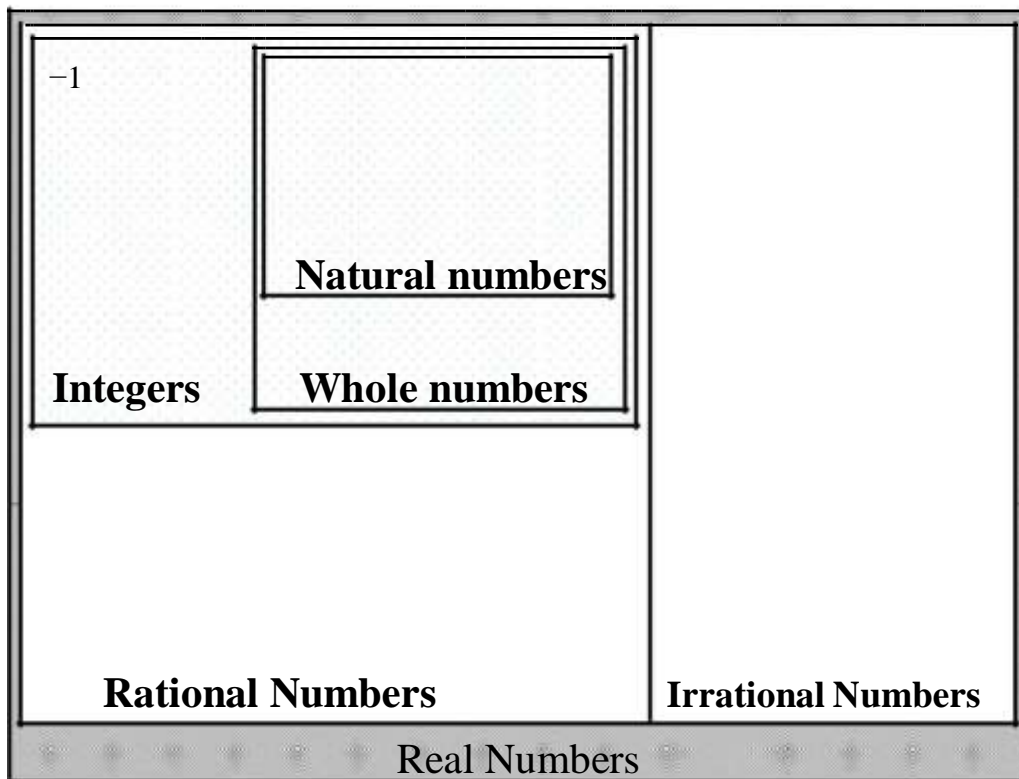 −1
Natural numbers
Integers
Whole numbers
Rational Numbers
Irrational Numbers
Real Numbers